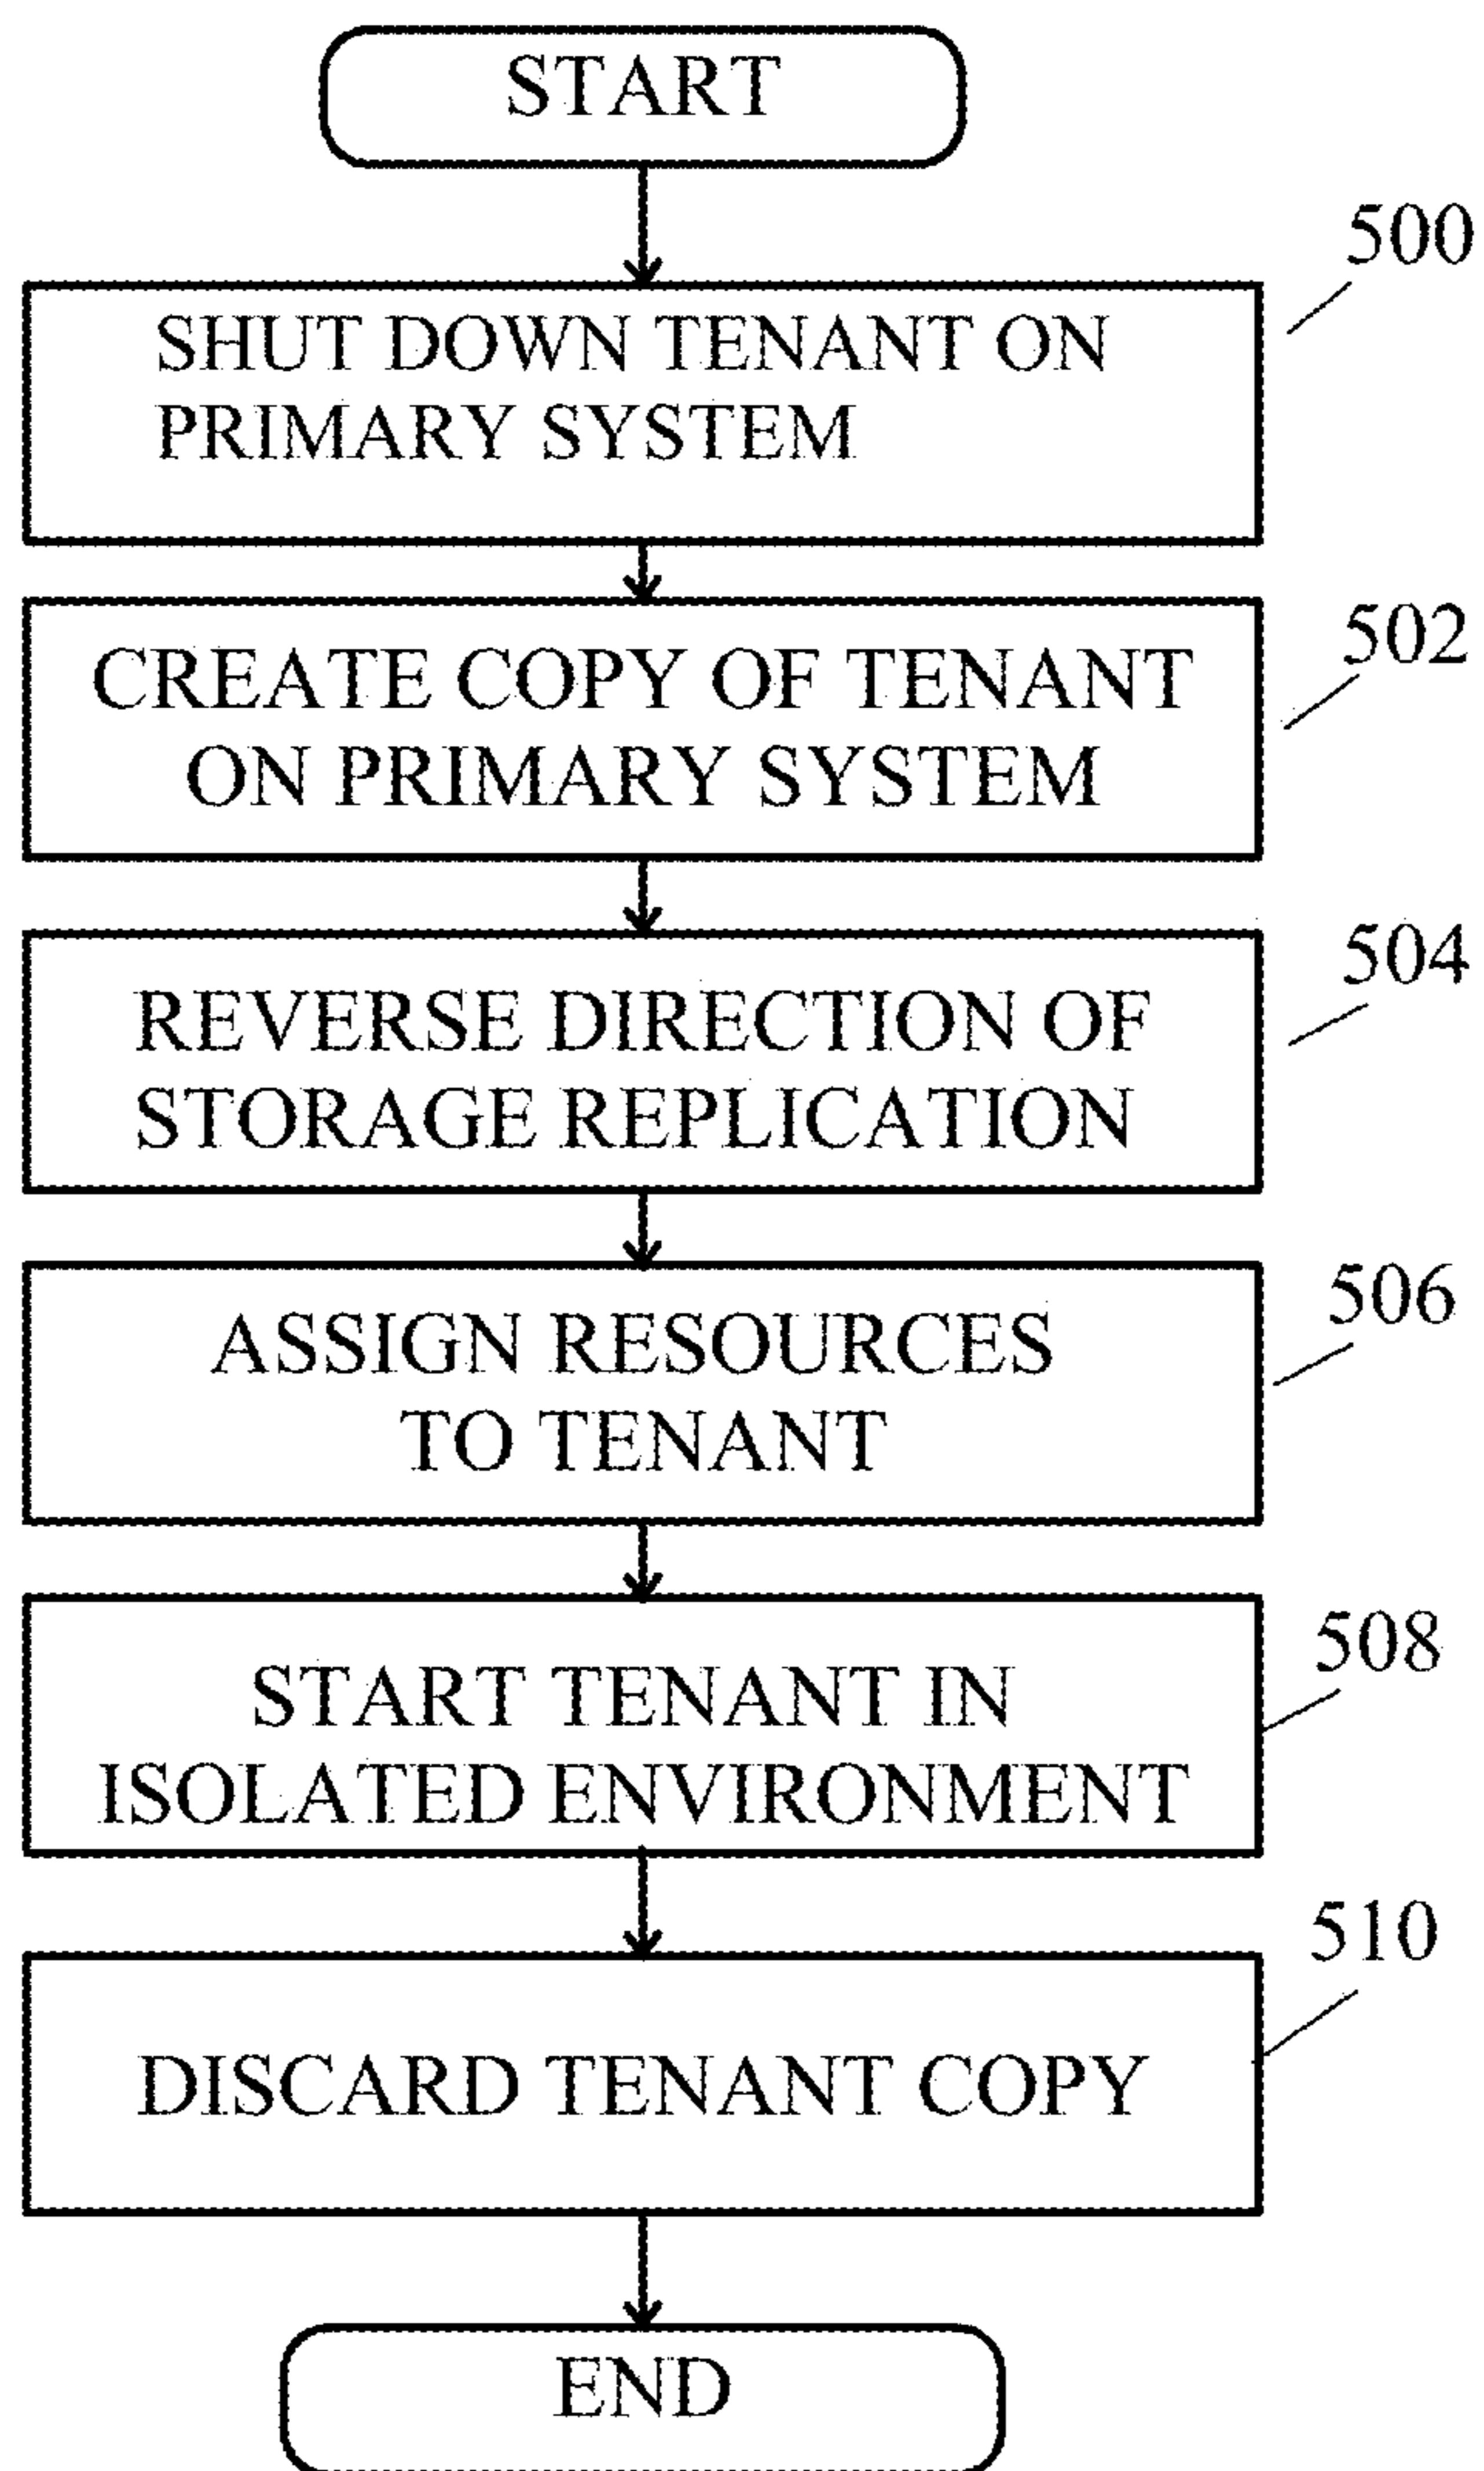 START
500
SHUT DOWN TENANT ON
PRIMARY SYSTEM
502
CREATE COPY OF TENANT
ON PRIMARY SYSTEM
504
REVERSE DIRECTION OF
STORAGE REPLICATION
506
ASSIGN RESOURCES
TO TENANT
508
START TENANT IN
ISOLATED ENVIRONMENT
510
DISCARD TENANT COPY
END